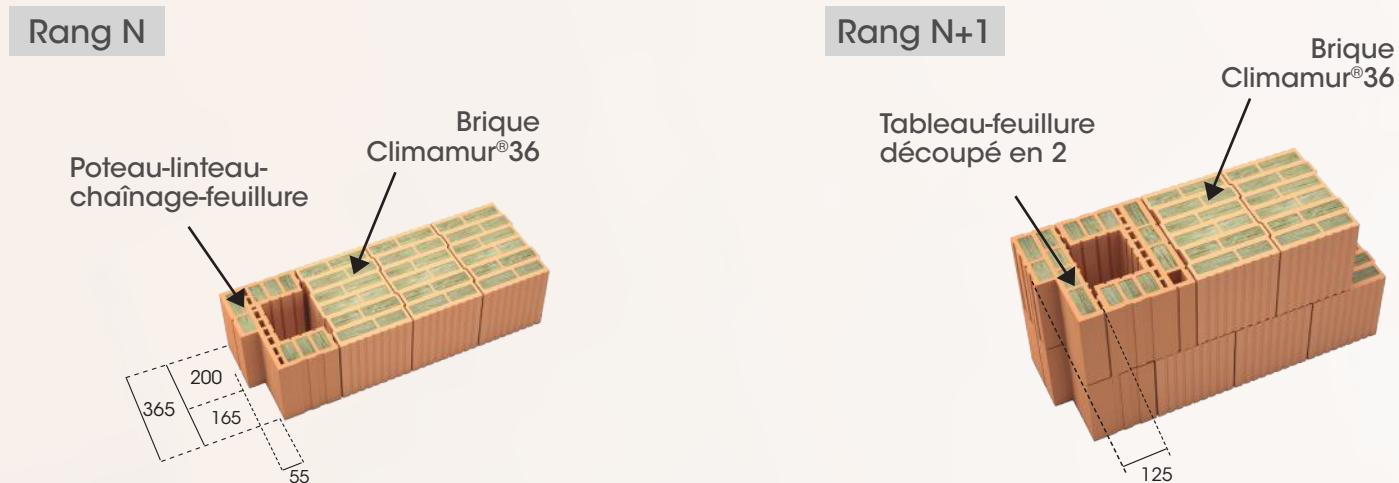 Rang N
Poteau-linteau-
chaînage-feuillure
Brique
Climamur®36
365
200
165
55
Rang N+1
Tableau-feuillure
découpé en 2
Brique
Climamur®36
125